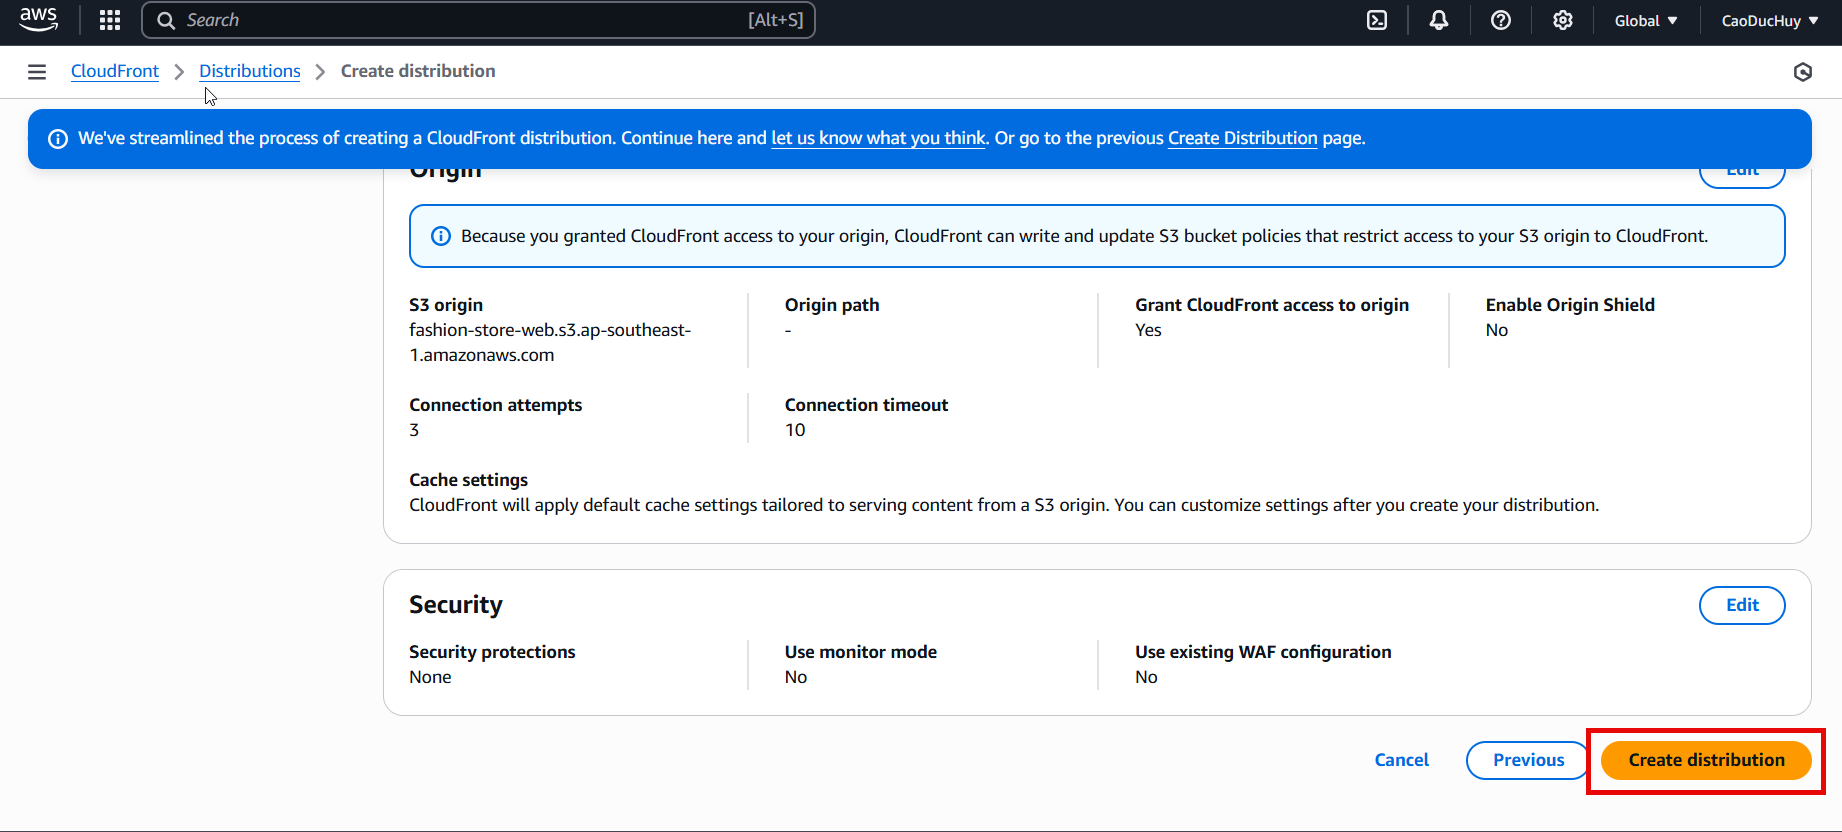 aws
Search
[Alt+S]
Global
CaoDucHuy
CloudFront
Distributions
Create distribution
We've streamlined the process of creating a CloudFront distribution. Continue here and let us know what you think. Or go to the previous Create Distribution page.
Origin
Edit
Because you granted CloudFront access to your origin, CloudFront can write and update S3 bucket policies that restrict access to your S3 origin to CloudFront.
S3 origin
fashion-store-web.s3.ap-southeast-
1.amazonaws.com
Origin path
-
Grant CloudFront access to origin
Yes
Enable Origin Shield
No
Connection attempts
3
Connection timeout
10
Cache settings
CloudFront will apply default cache settings tailored to serving content from a S3 origin. You can customize settings after you create your distribution.
Security
Edit
Security protections
None
Use monitor mode
No
Use existing WAF configuration
No
Cancel
Previous
Create distribution